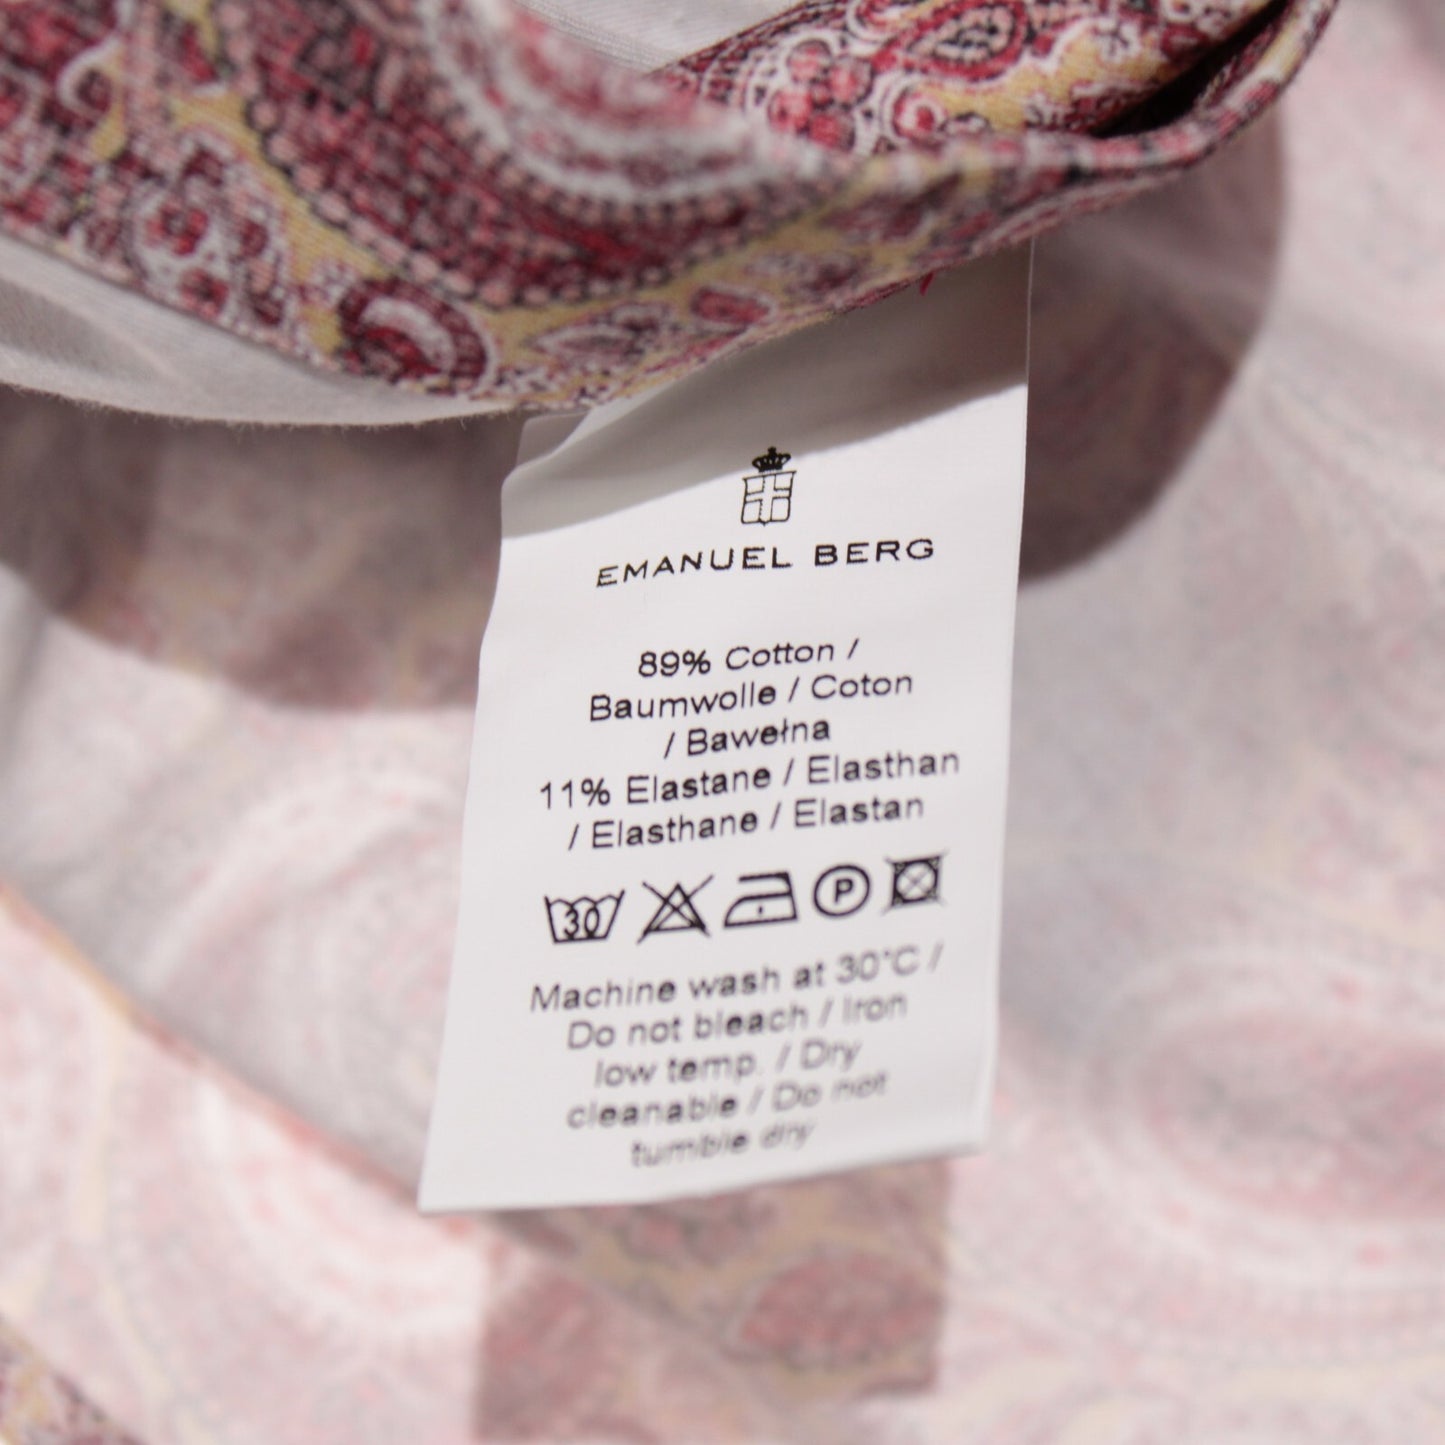 EMANUEL BERG
89% Cotton /
Baumwolle / Coton
/ Bawełna
11% Elastane / Elasthan
/ Elasthane / Elastan
30 P
Machine wash at 30°C /
Do not bleach / Iron
low temp. / Dry
cleanable / Do not
tumble dry